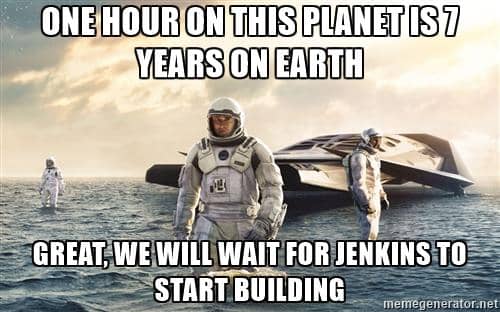 ONE HOUR ON THIS PLANET IS 7
YEARS ON EARTH
GREAT, WE WILL WAIT FOR JENKINS TO
START BUILDING
memegenerator.net